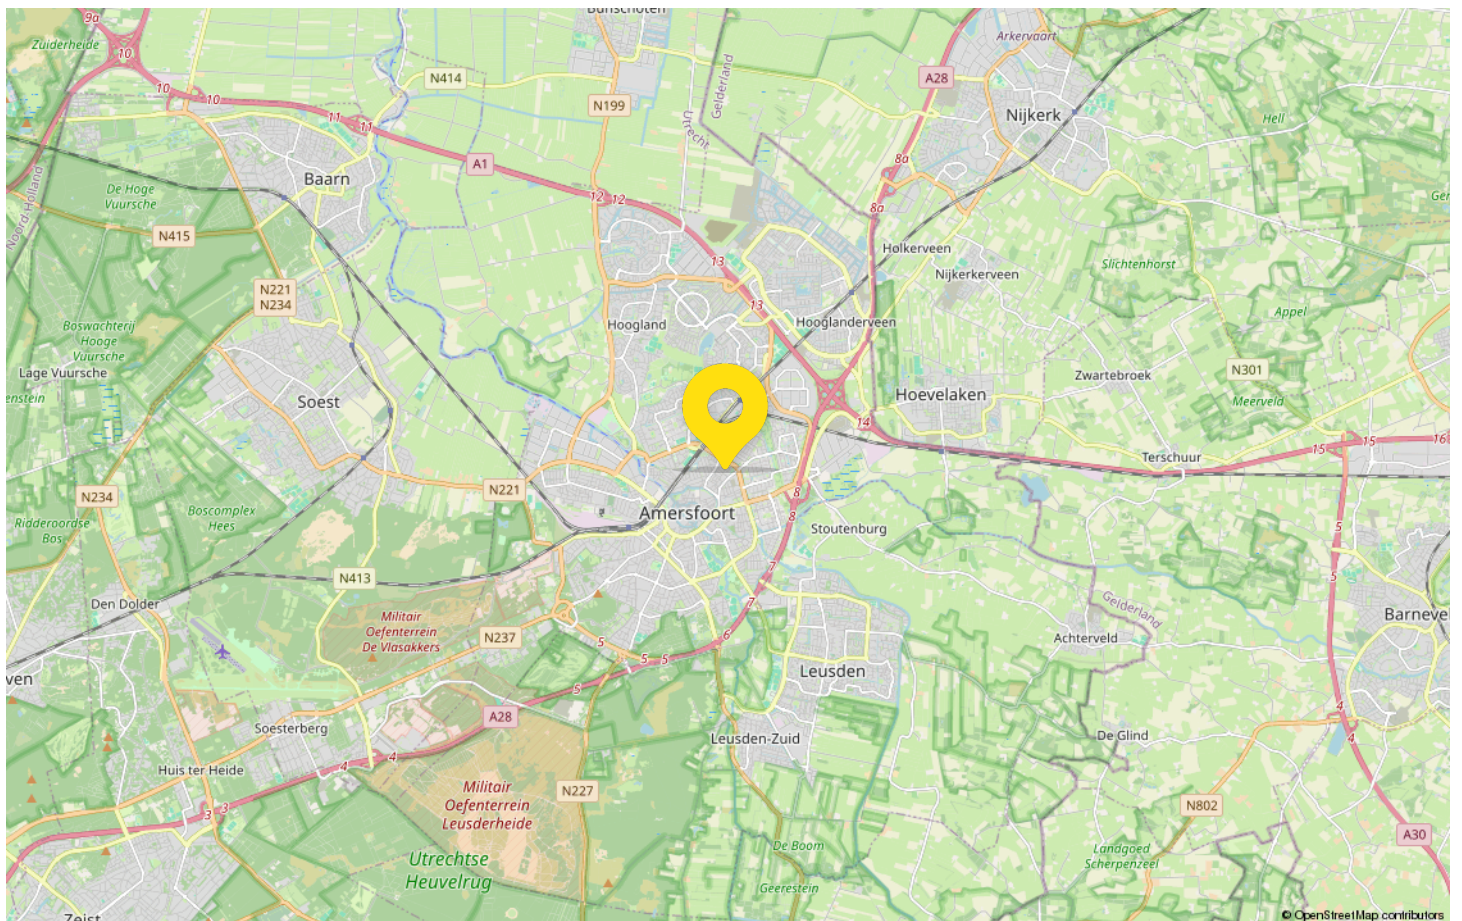 Bunschoten
9a
Zuiderheide
10
Arkervaart
N414
A28
10
10
N199
Gelderland
Nijkerk
Hell
11
11
Utrecht
A1
8a
Baarn
De Hoge
Vuursche
12
12
8a
Noord-Holland
N415
Holkerveen
13
Nijkerkerveen
Slichtenhorst
N221
N234
13
Appel
Hoogland
Hooglanderveen
Boswachterij
Hooge
Vuursche
Lage Vuursche
Zwartebroek
N301
Soest
Hoevelaken
Meerveld
14
15
15
16
Terschuur
N234
N221
8
Amersfoort
8
Boscomplex
Hees
Ridderoordse
Bos
Stoutenburg
5
7
N413
5
Den Dolder
7
Gelderland
Militair
Oefenterrein
De Vlasakkers
Barneve
N237
5
6
Achterveld
5
5
Leusden
ven
5
4
A28
Soesterberg
Leusden-Zuid
De Glind
4
4
4
Huis ter Heide
3
3
Militair
Oefenterrein
Leusderheide
N227
N802
A30
De Boom
Landgoed
Scherpenzeel
Utrechtse
Heuvelrug
Geerestein
Zeist
© OpenStreetMap contributors